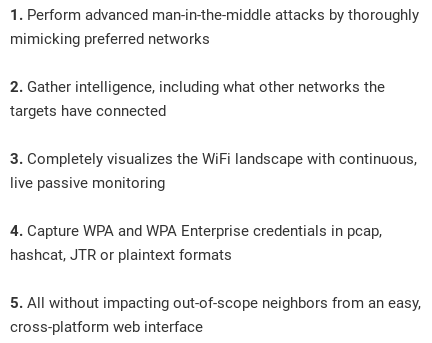 1. Perform advanced man-in-the-middle attacks by thoroughly
mimicking preferred networks
2. Gather intelligence, including what other networks the
targets have connected
3. Completely visualizes the WiFi landscape with continuous,
live passive monitoring
4. Capture WPA and WPA Enterprise credentials in pcap,
hashcat, JTR or plaintext formats
5. All without impacting out-of-scope neighbors from an easy,
cross-platform web interface